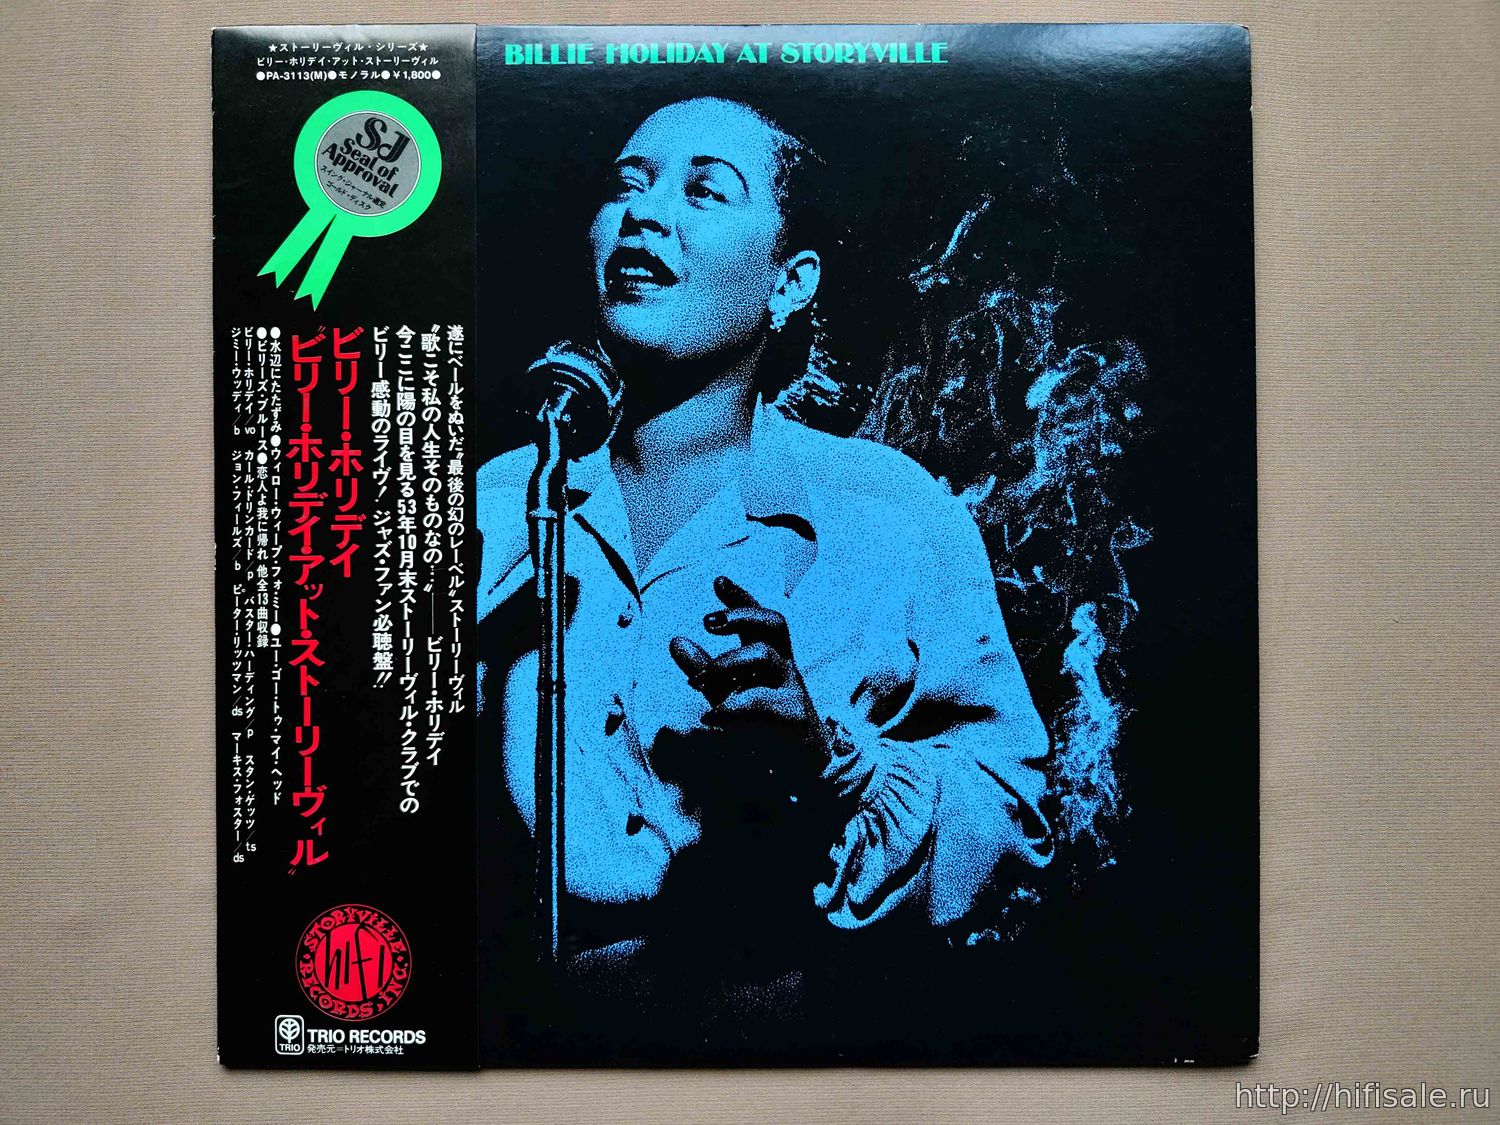 ★ストーリーヴィル・シリーズ★
ビリー・ホリデイ・アット・ストーリーヴィル
●PA-3113(M)●モノラル●¥1,800●
SJ
Seal of
Approval
スイング・ジャーナル選定
ゴールド・ディスク
遂にベールをぬいだ“最後の幻のレーベル”ストーリーヴィル
“歌こそ私の人生そのものなの…。”——ビリー・ホリデイ
今ここに陽の目を見る53年10月末ストーリーヴィル・クラブでの
ビリー感動のライヴ! ジャズ・ファン必聴盤!!
ビリー・ホリデイ
“ビリー・ホリデイ・アット・ストーリーヴィル”
●水辺にたたずみ●ウィロー・ウィープ・フォ・ミー●ユー・ゴー・トゥ・マイ・ヘッド
●ビリーズ・ブルース●恋人よ我に帰れ 他全13曲収録
ビリー・ホリデイ/vo カール・ドリンカード/p バスター・ハーディング/p スタン・ゲッツ/ts
ジミー・ウッディ/b ジョン・フィールズ/b ピーター・リッツマン/ds マーキス・フォスター/ds
STORYVILLE
hifi
RECORDS, INC.
TRIO
TRIO RECORDS
発売元=トリオ株式会社
BILLIE HOLIDAY AT STORYVILLE
http://hifisale.ru